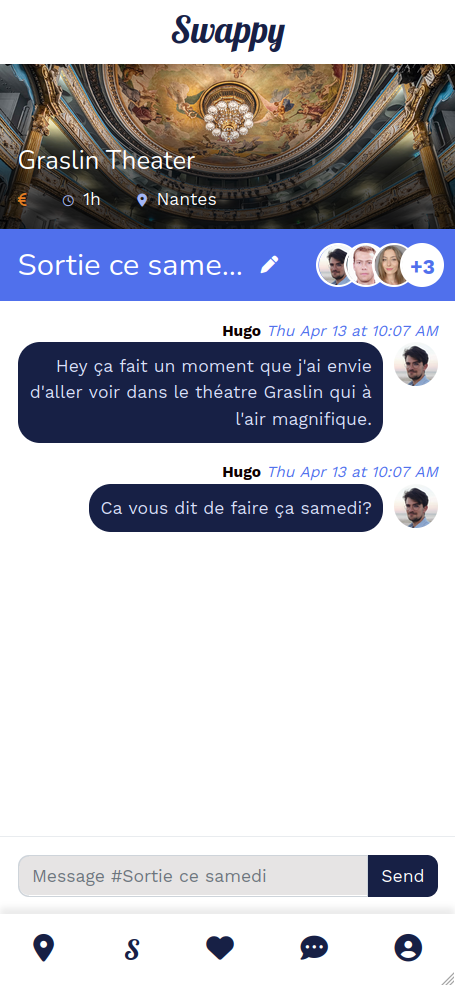 Swappy
Graslin Theater
€ 1h Nantes
Sortie ce same... +3
Hugo Thu Apr 13 at 10:07 AM
Hey ça fait un moment que j'ai envie
d'aller voir dans le théatre Graslin qui à
l'air magnifique.
Hugo Thu Apr 13 at 10:07 AM
Ca vous dit de faire ça samedi?
Message #Sortie ce samedi Send
S